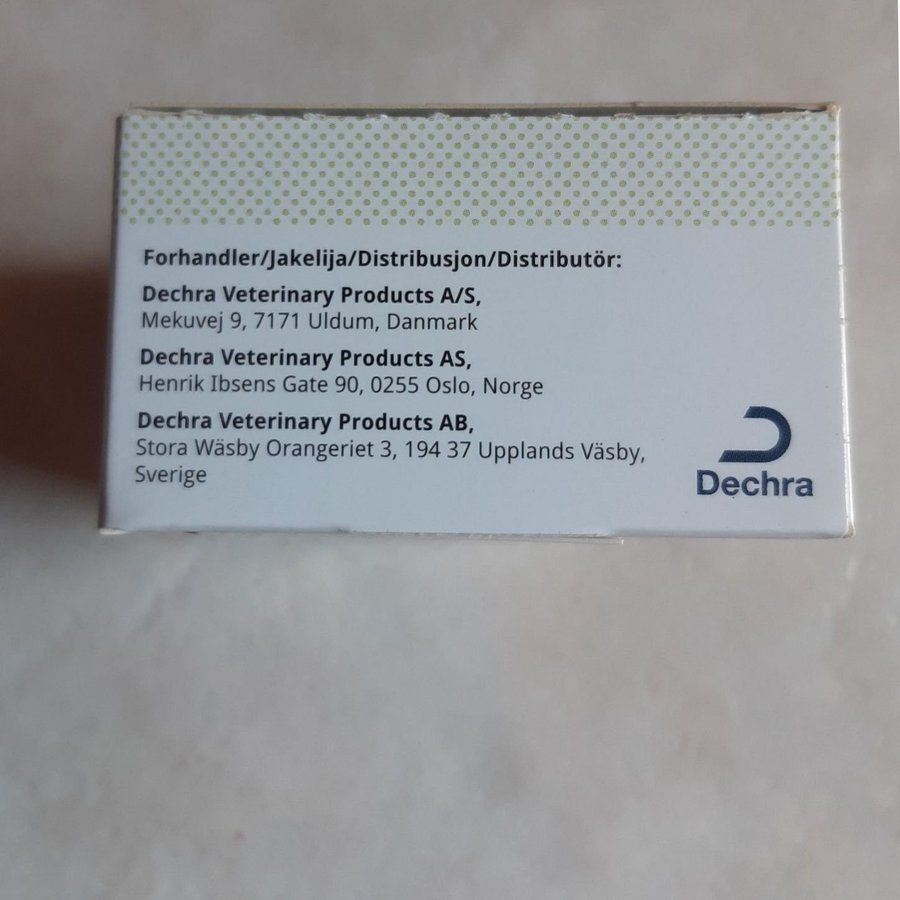 Forhandler/Jakelija/Distribusjon/Distributör:
Dechra Veterinary Products A/S,
Mekuvej 9, 7171 Uldum, Danmark
Dechra Veterinary Products AS,
Henrik Ibsens Gate 90, 0255 Oslo, Norge
Dechra Veterinary Products AB,
Stora Wäsby Orangeriet 3, 194 37 Upplands Väsby,
Sverige
Dechra